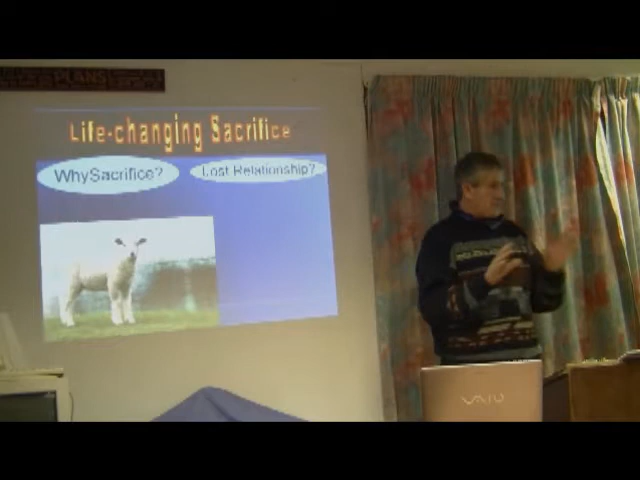 PLANS
Life-changing Sacrifice
WhySacrifice?
Lost Relationship?
VAIO